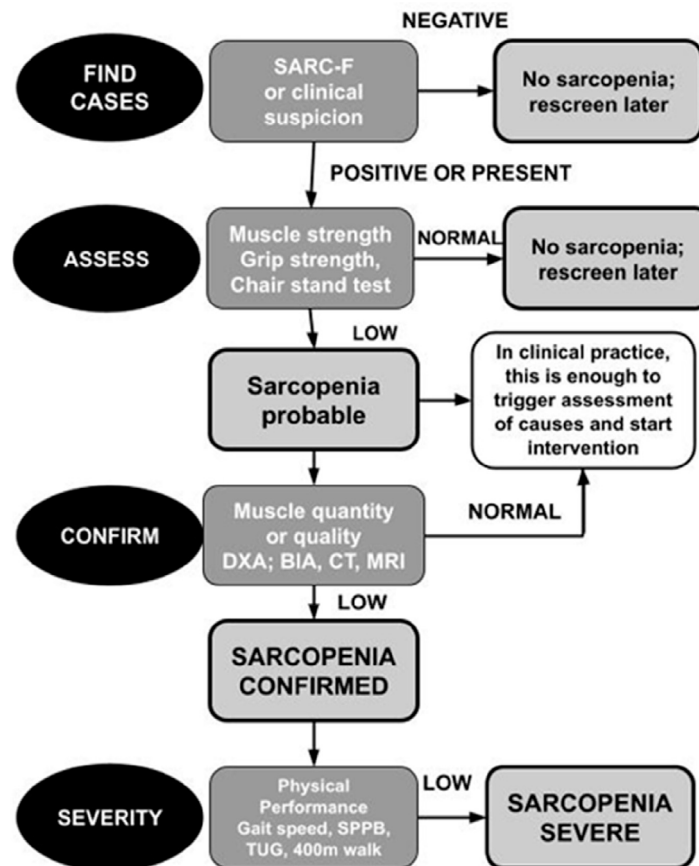 NEGATIVE
FIND
CASES
SARC-F
or clinical
suspicion
No sarcopenia;
rescreen later
POSITIVE OR PRESENT
ASSESS
Muscle strength
Grip strength,
Chair stand test
NORMAL
No sarcopenia;
rescreen later
LOW
Sarcopenia
probable
In clinical practice,
this is enough to
trigger assessment
of causes and start
intervention
CONFIRM
Muscle quantity
or quality
DXA; BIA, CT, MRI
NORMAL
LOW
SARCOPENIA
CONFIRMED
SEVERITY
Physical
Performance
Gait speed, SPPB,
TUG, 400m walk
LOW
SARCOPENIA
SEVERE